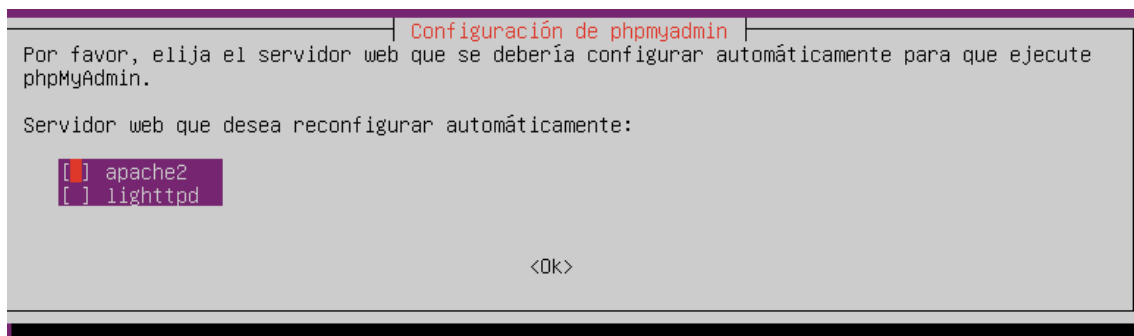 Configuración de phpmyadmin
Por favor, elija el servidor web que se debería configurar automáticamente para que ejecute
phpMyAdmin.
Servidor web que desea reconfigurar automáticamente:
[ ] apache2
[ ] lighttpd
<Ok>